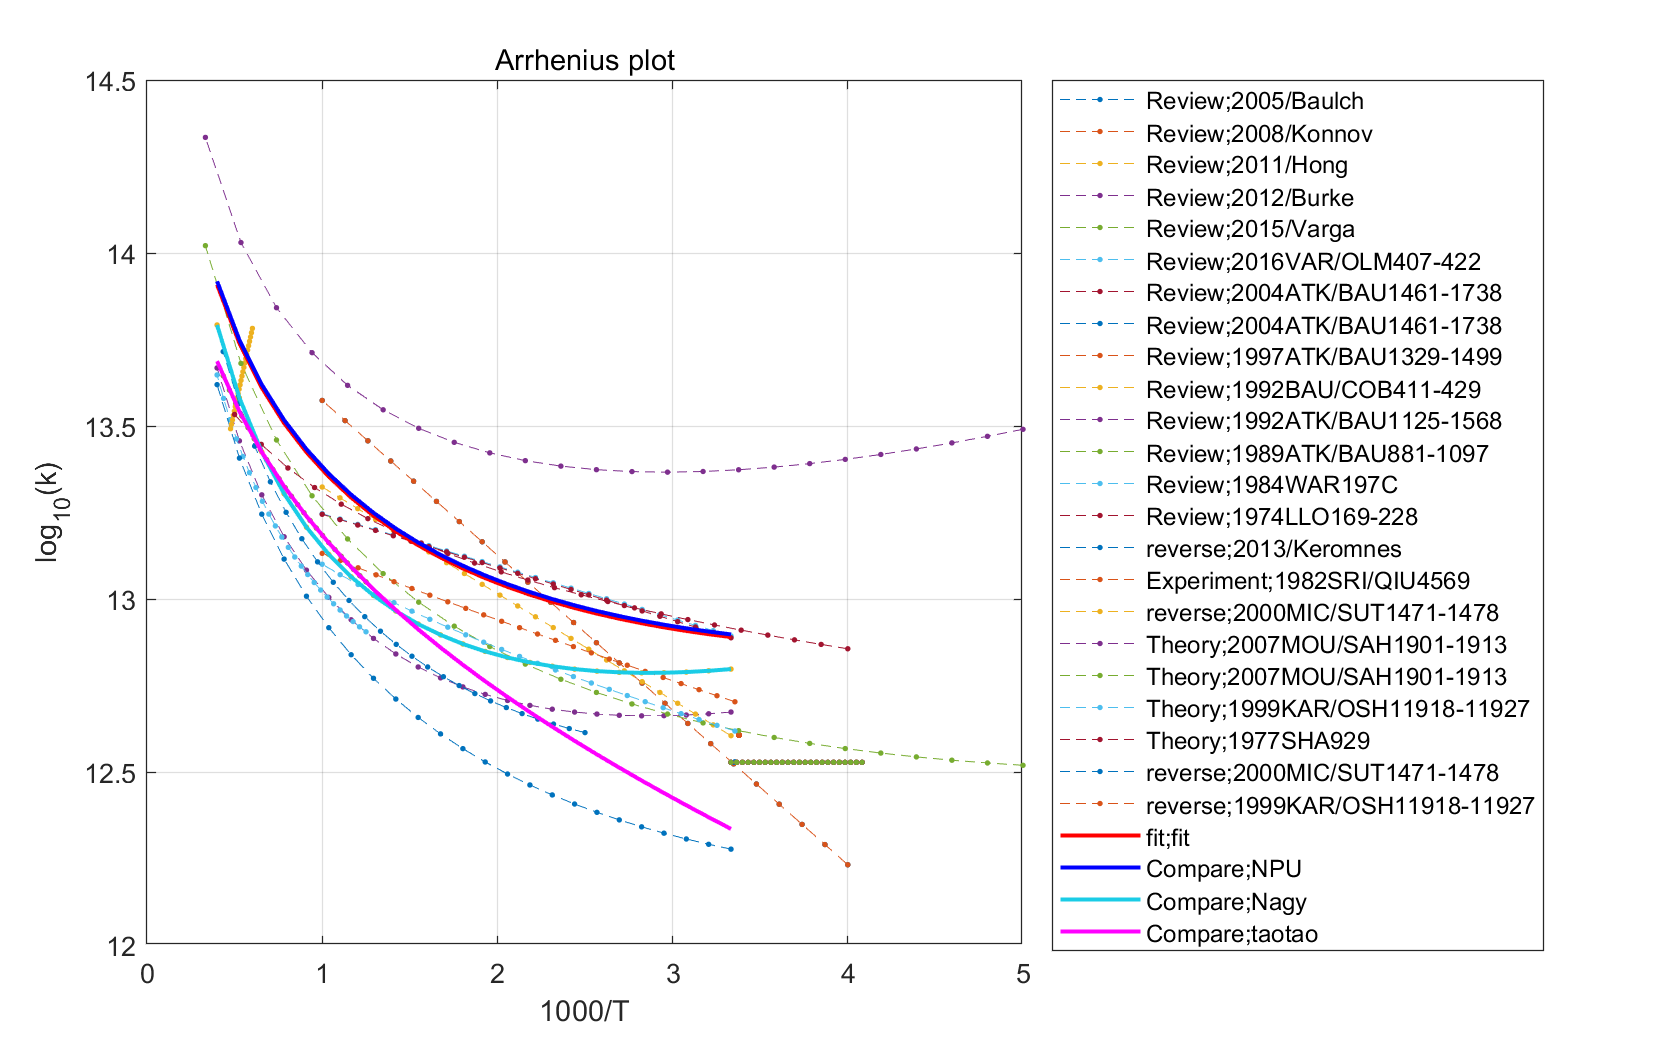 Arrhenius plot
14.5
14
13.5
13
12.5
12
0
1
2
3
4
5
1000/T
log10(k)
Review;2005/Baulch
Review;2008/Konnov
Review;2011/Hong
Review;2012/Burke
Review;2015/Varga
Review;2016VAR/OLM407-422
Review;2004ATK/BAU1461-1738
Review;2004ATK/BAU1461-1738
Review;1997ATK/BAU1329-1499
Review;1992BAU/COB411-429
Review;1992ATK/BAU1125-1568
Review;1989ATK/BAU881-1097
Review;1984WAR197C
Review;1974LLO169-228
reverse;2013/Keromnes
Experiment;1982SRI/QIU4569
reverse;2000MIC/SUT1471-1478
Theory;2007MOU/SAH1901-1913
Theory;2007MOU/SAH1901-1913
Theory;1999KAR/OSH11918-11927
Theory;1977SHA929
reverse;2000MIC/SUT1471-1478
reverse;1999KAR/OSH11918-11927
fit;fit
Compare;NPU
Compare;Nagy
Compare;taotao